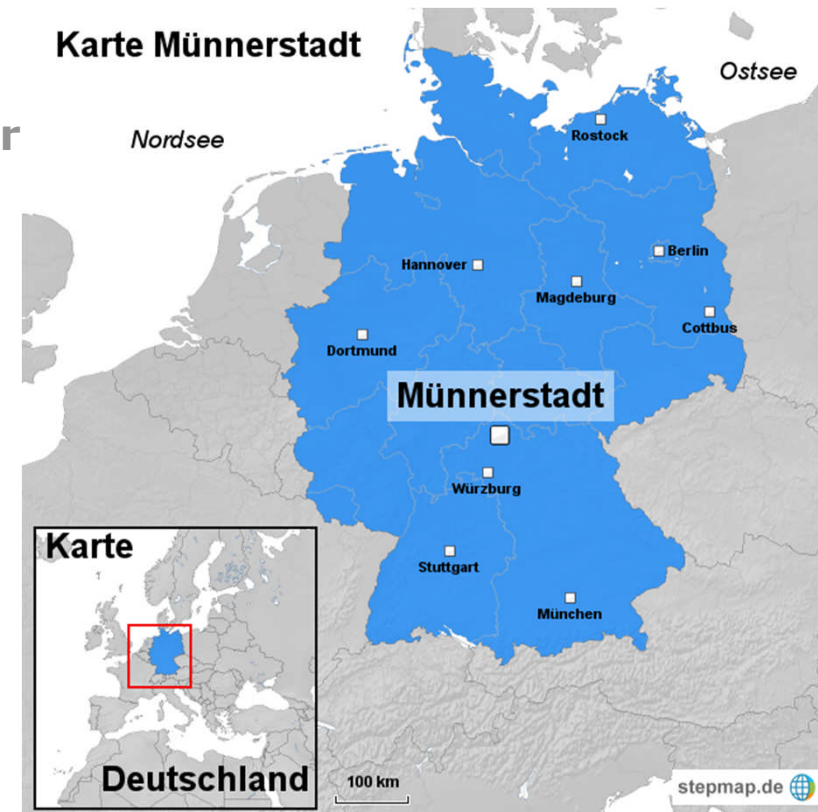 Karte Münnerstadt
Ostsee
r
Nordsee
Rostock
Berlin
Hannover
Magdeburg
Cottbus
Dortmund
Münnerstadt
Würzburg
Stuttgart
München
Karte
Deutschland
100 km
stepmap.de